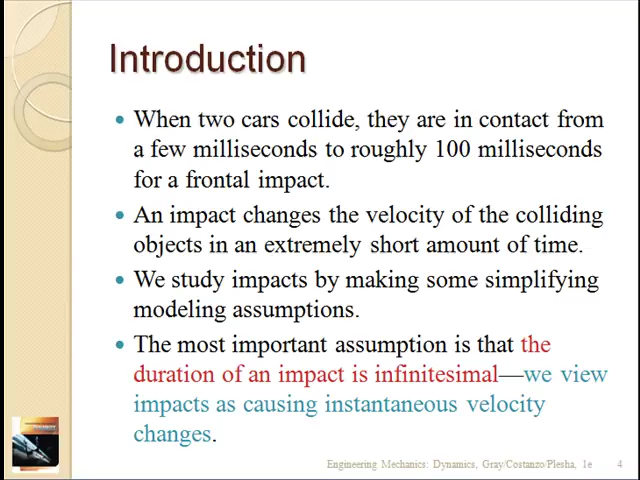 Introduction
• When two cars collide, they are in contact from
a few milliseconds to roughly 100 milliseconds
for a frontal impact.
• An impact changes the velocity of the colliding
objects in an extremely short amount of time.
• We study impacts by making some simplifying
modeling assumptions.
• The most important assumption is that the
duration of an impact is infinitesimal—we view
impacts as causing instantaneous velocity
changes.
Engineering Mechanics: Dynamics, Gray/Costanzo/Plesha, 1e 4